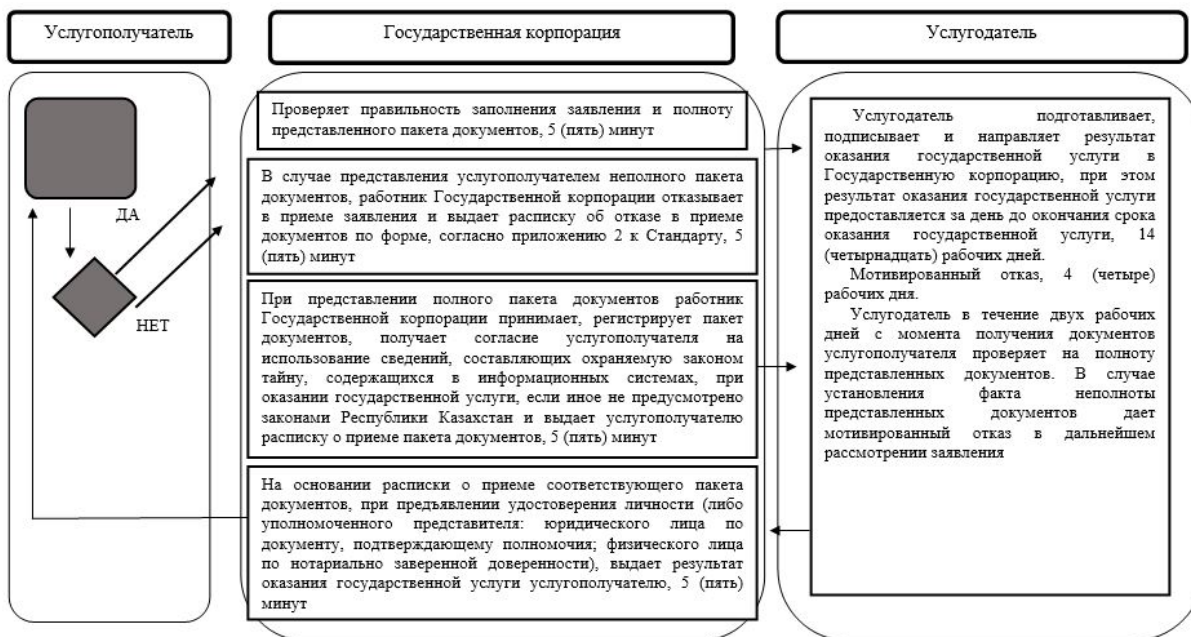 Услугополучатель
Государственная корпорация
Услугодатель
ДА
НЕТ
Проверяет правильность заполнения заявления и полноту
представленного пакета документов, 5 (пять) минут
В случае представления услугополучателем неполного пакета
документов, работник Государственной корпорации отказывает
в приеме заявления и выдает расписку об отказе в приеме
документов по форме, согласно приложению 2 к Стандарту, 5
(пять) минут
При представлении полного пакета документов работник
Государственной корпорации принимает, регистрирует пакет
документов, получает согласие услугополучателя на
использование сведений, составляющих охраняемую законом
тайну, содержащихся в информационных системах, при
оказании государственной услуги, если иное не предусмотрено
законами Республики Казахстан и выдает услугополучателю
расписку о приеме пакета документов, 5 (пять) минут
На основании расписки о приеме соответствующего пакета
документов, при предъявлении удостоверения личности (либо
уполномоченного представителя: юридического лица по
документу, подтверждающему полномочия; физического лица
по нотариально заверенной доверенности), выдает результат
оказания государственной услуги услугополучателю, 5 (пять)
минут
Услугодатель подготавливает,
подписывает и направляет результат
оказания государственной услуги в
Государственную корпорацию, при этом
результат оказания государственной услуги
предоставляется за день до окончания срока
оказания государственной услуги, 14
(четырнадцать) рабочих дней.
Мотивированный отказ, 4 (четыре)
рабочих дня.
Услугодатель в течение двух рабочих
дней с момента получения документов
услугополучателя проверяет на полноту
представленных документов. В случае
установления факта неполноты
представленных документов дает
мотивированный отказ в дальнейшем
рассмотрении заявления